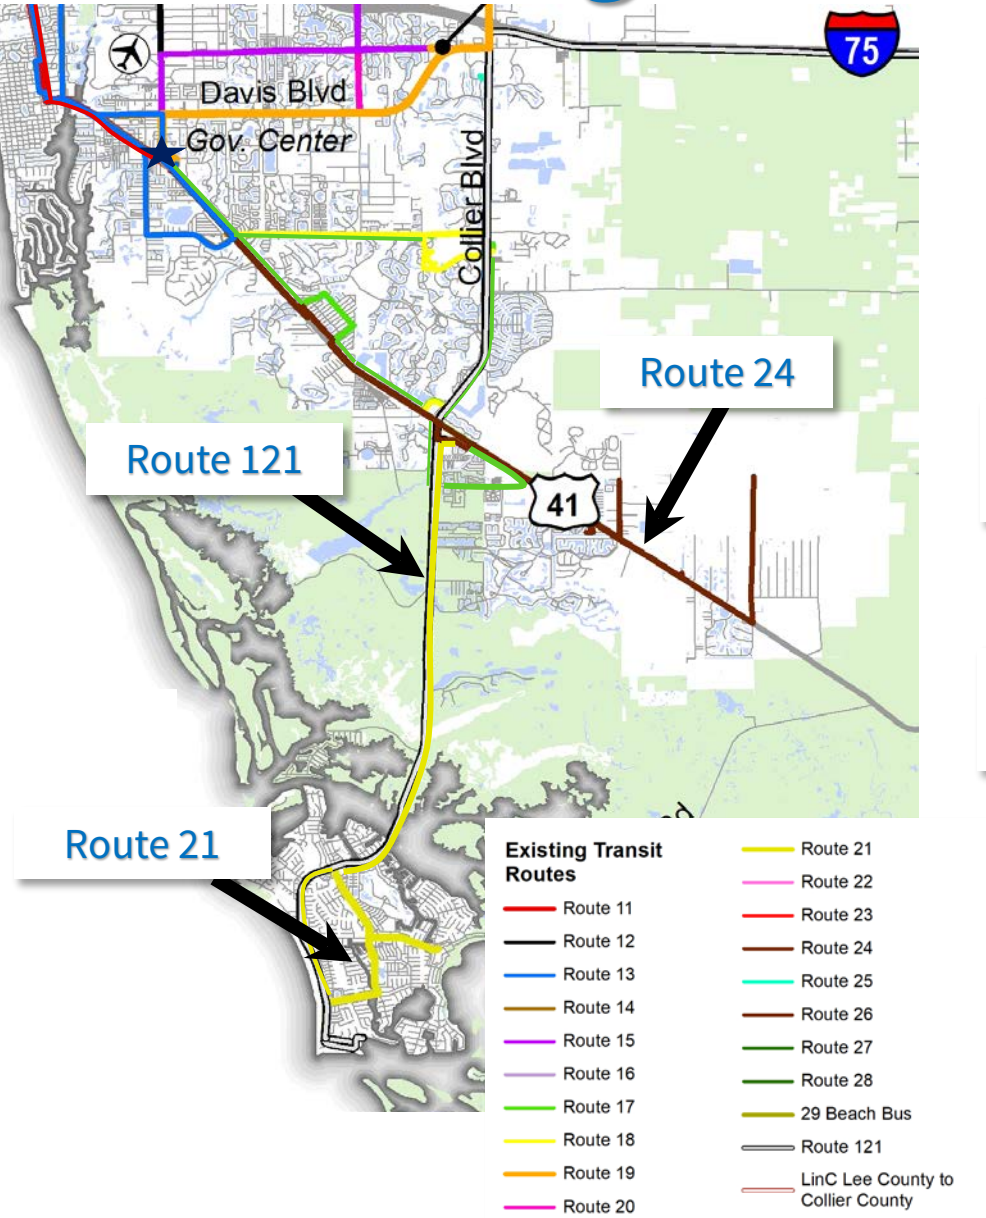 75
Davis Blvd
Gov. Center
Collier Blvd
Route 24
Route 121
41
Route 21
Existing Transit
Routes
Route 11
Route 12
Route 13
Route 14
Route 15
Route 16
Route 17
Route 18
Route 19
Route 20
Route 21
Route 22
Route 23
Route 24
Route 25
Route 26
Route 27
Route 28
29 Beach Bus
Route 121
LinC Lee County to
Collier County